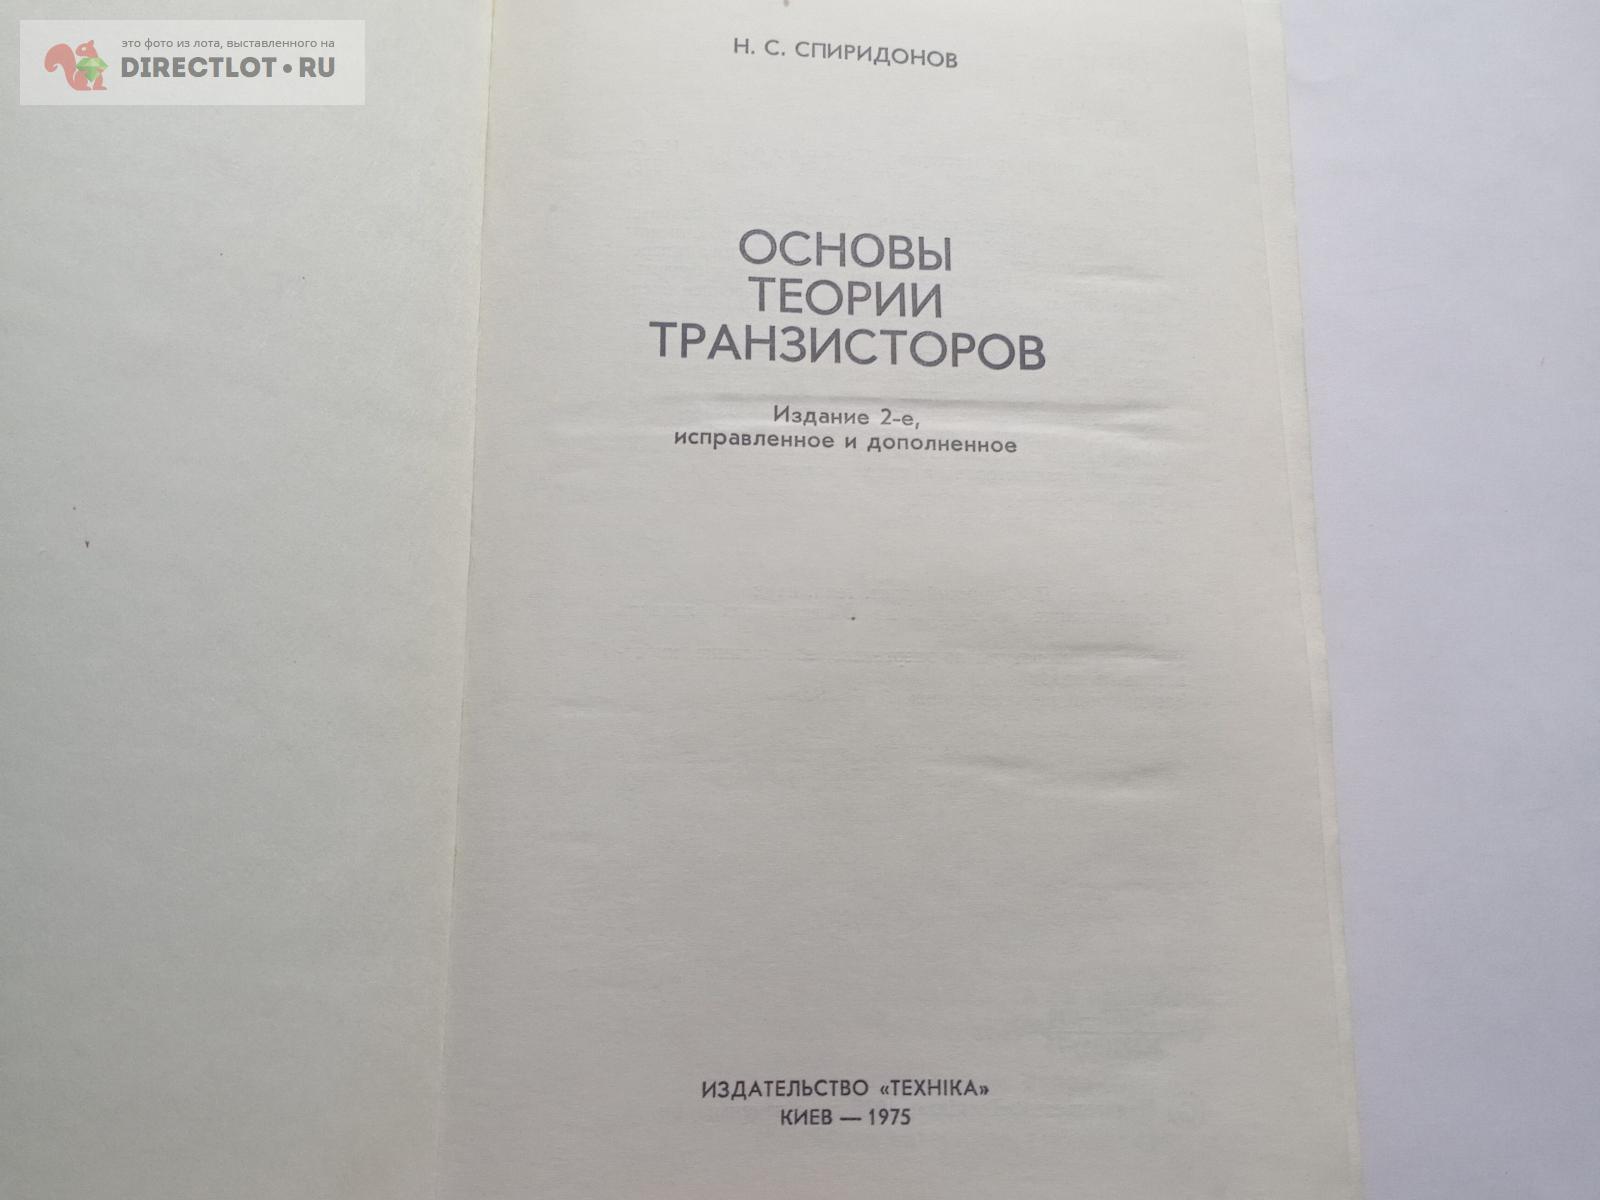 это фото из лота, выставленного на
DIRECTLOT•RU
Н. С. СПИРИДОНОВ
ОСНОВЫ
ТЕОРИИ
ТРАНЗИСТОРОВ
Издание 2-е,
исправленное и дополненное
ИЗДАТЕЛЬСТВО «ТЕХНІКА»
КИЕВ — 1975